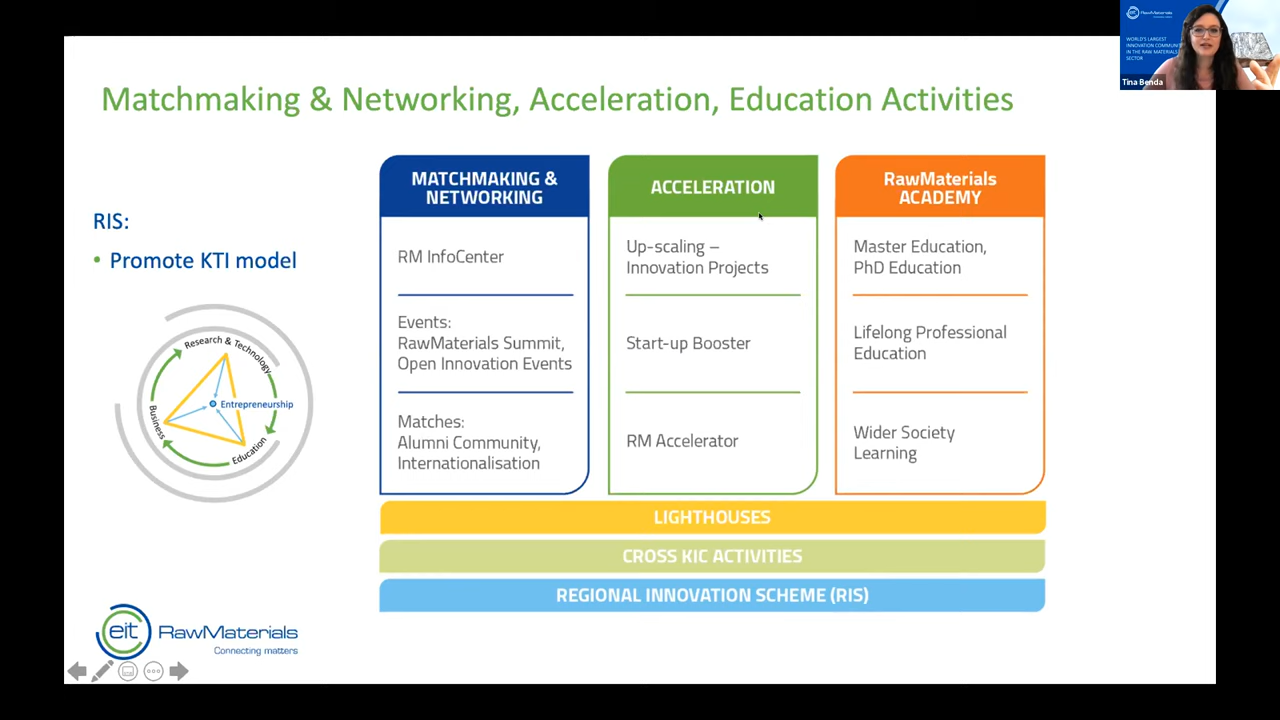 Matchmaking & Networking, Acceleration, Education Activities
RIS:
• Promote KTI model
Research & Technology
Entrepreneurship
Business
Education
MATCHMAKING &
NETWORKING
RM InfoCenter
Events:
RawMaterials Summit,
Open Innovation Events
Matches:
Alumni Community,
Internationalisation
ACCELERATION
Up-scaling –
Innovation Projects
Start-up Booster
RM Accelerator
RawMaterials
ACADEMY
Master Education,
PhD Education
Lifelong Professional
Education
Wider Society
Learning
LIGHTHOUSES
CROSS KIC ACTIVITIES
REGIONAL INNOVATION SCHEME (RIS)
eit RawMaterials
Connecting matters
eit RawMaterials
WORLD'S LARGEST
INNOVATION COMMUNI
IN THE RAW MATERIALS
SECTOR
Tina Benda